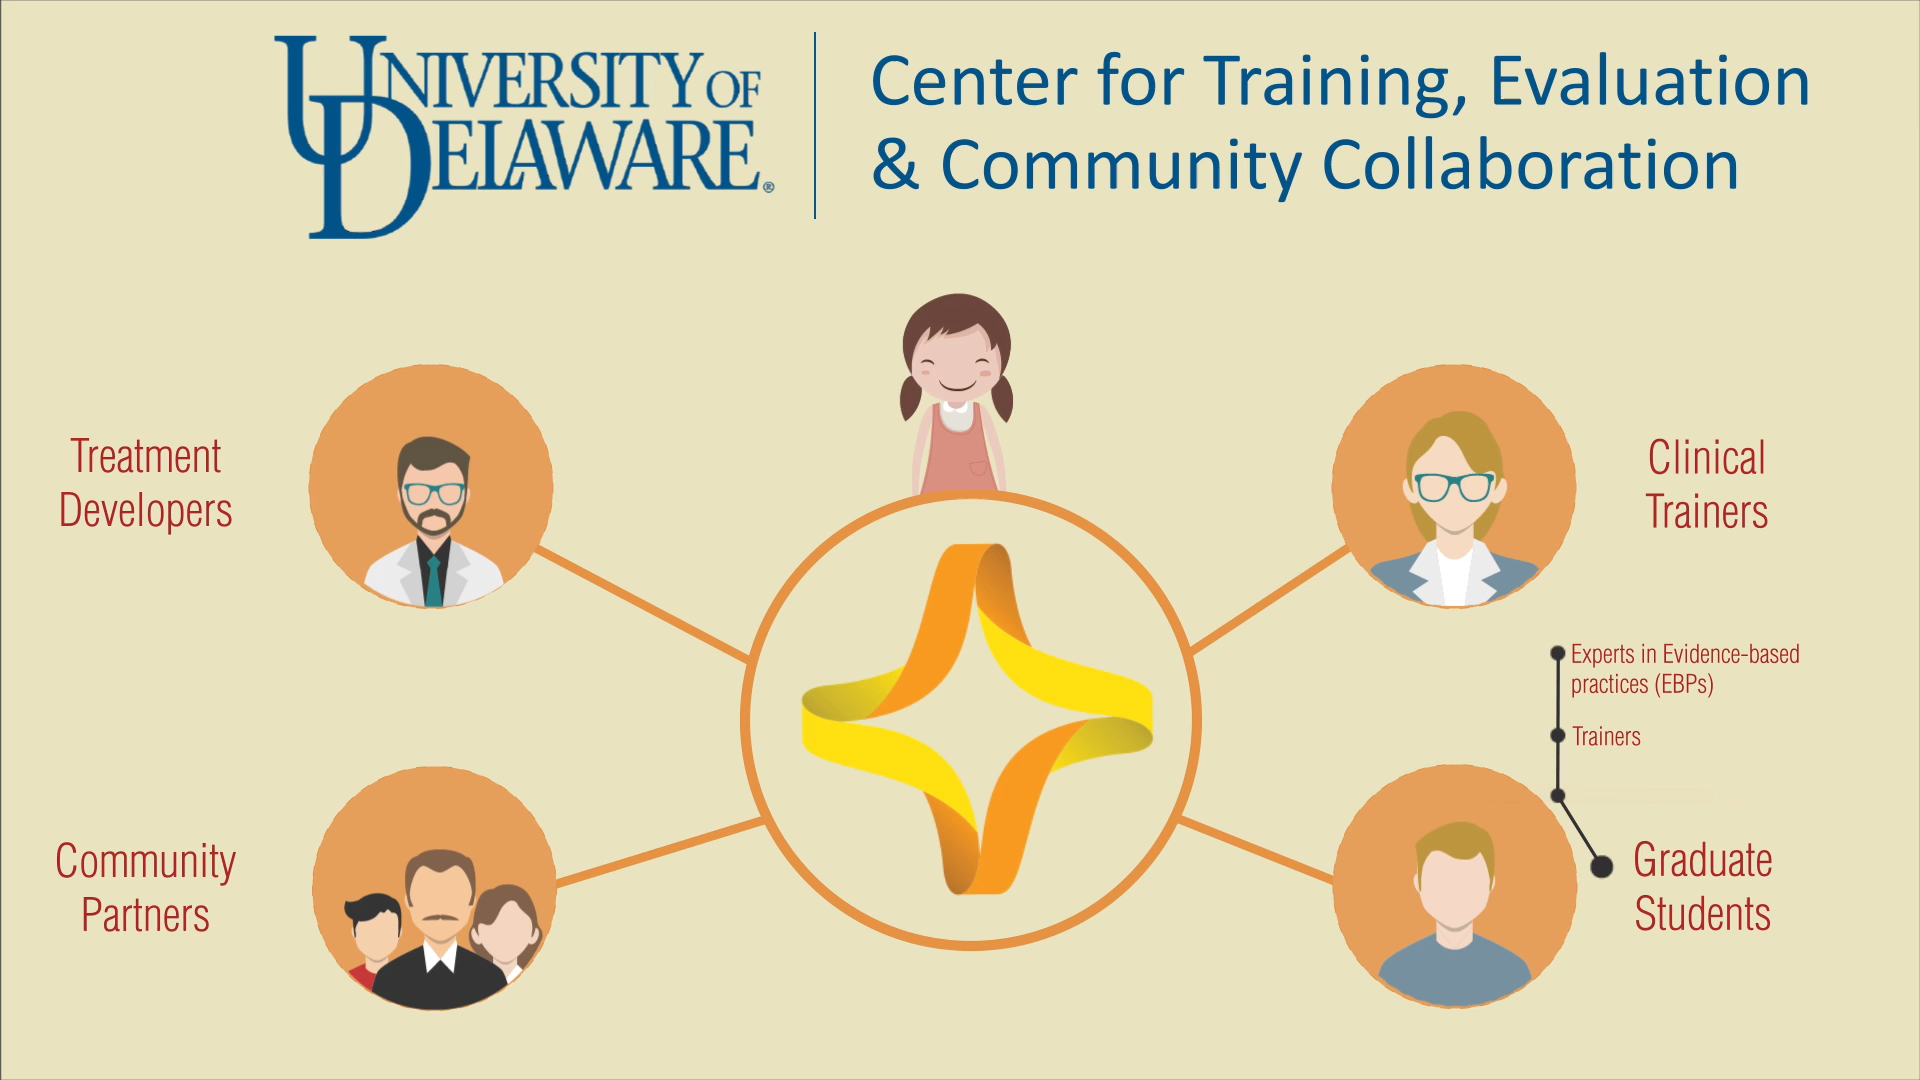 UNIVERSITY OF
DELAWARE®
Center for Training, Evaluation
& Community Collaboration
Treatment
Developers
Clinical
Trainers
Experts in Evidence-based
practices (EBPs)
Trainers
Community
Partners
Graduate
Students